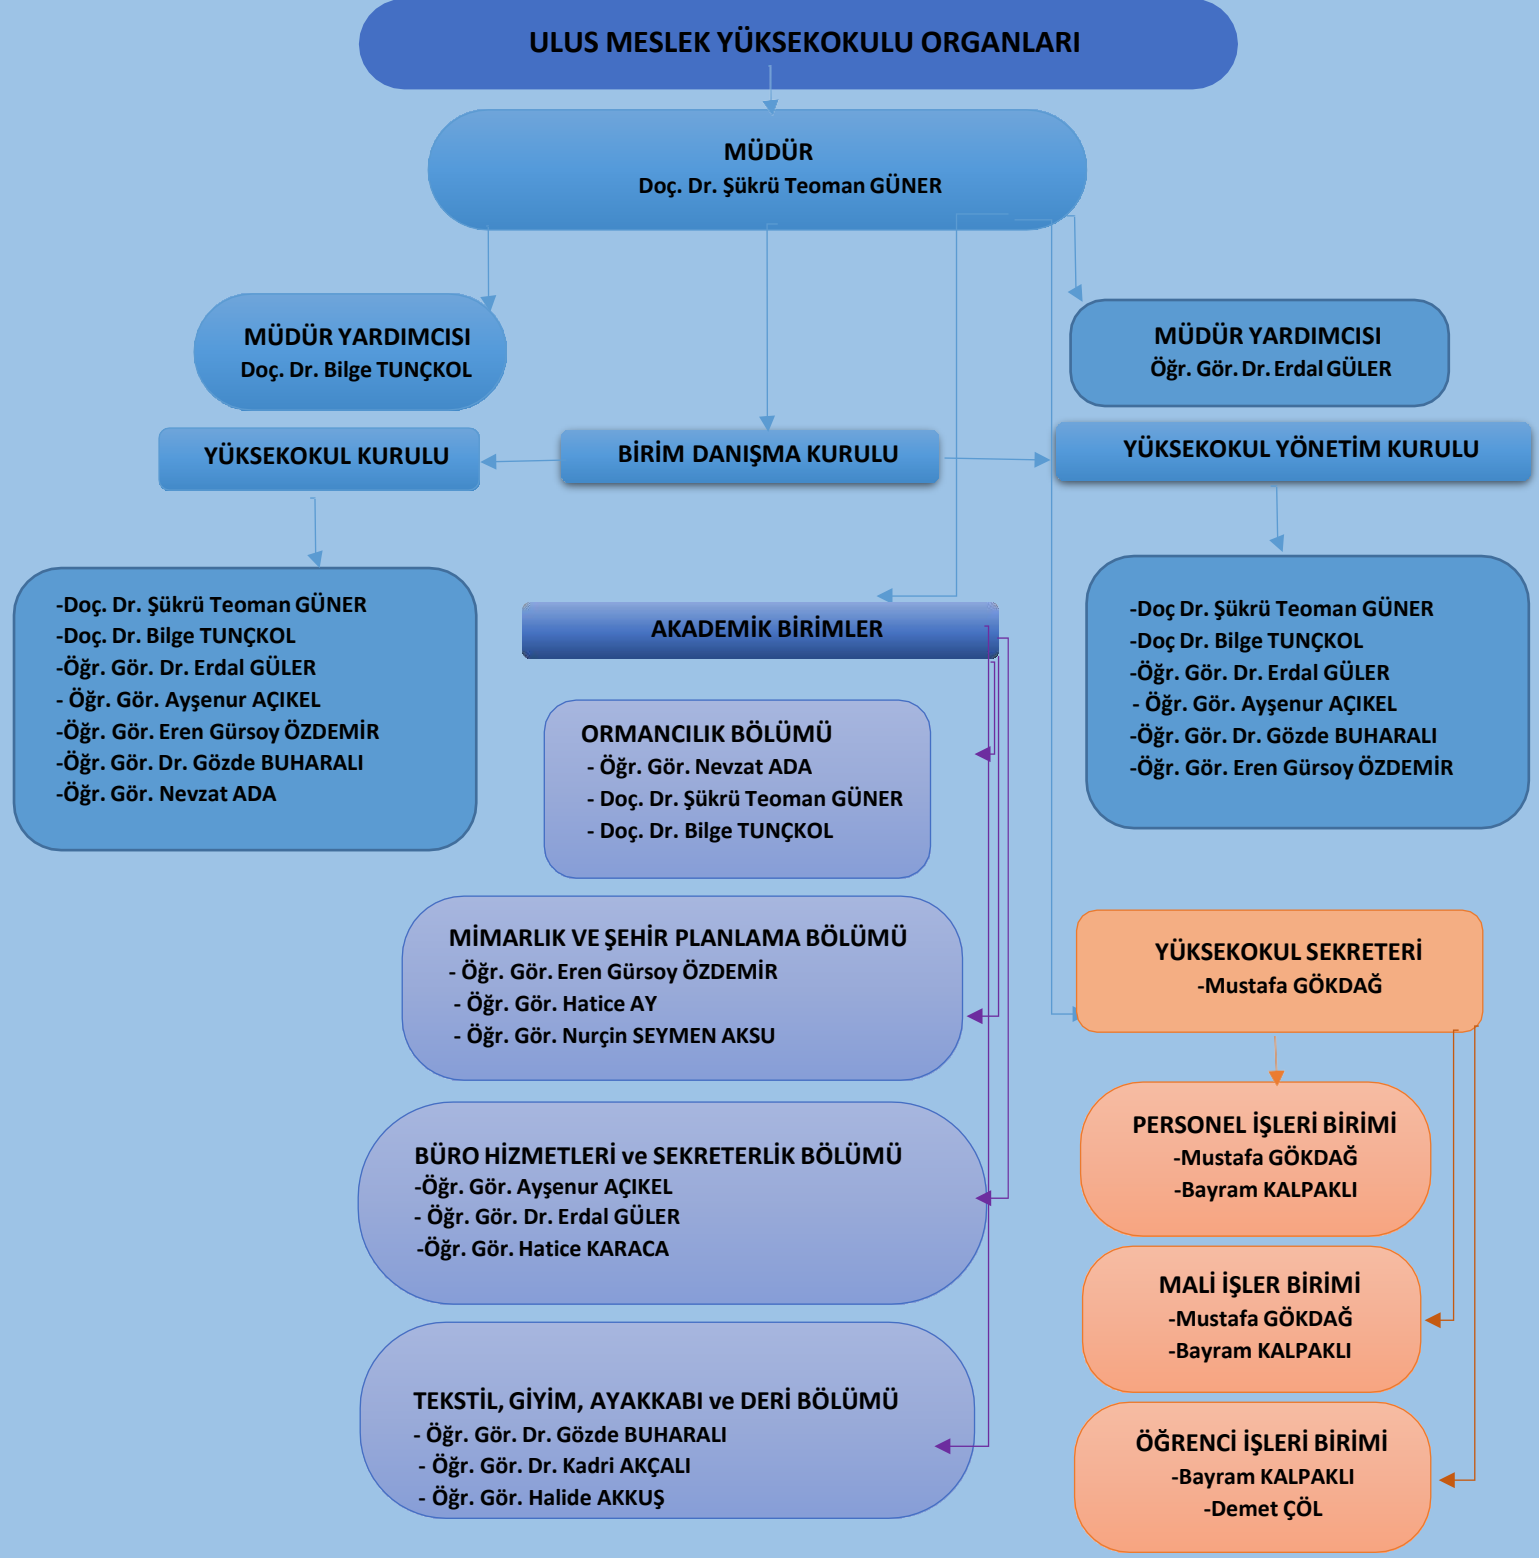 ULUS MESLEK YÜKSEKOKULU ORGANLARI
MÜDÜR
Doç. Dr. Şükrü Teoman GÜNER
MÜDÜR YARDIMCISI
Doç. Dr. Bilge TUNÇKOL
MÜDÜR YARDIMCISI
Öğr. Gör. Dr. Erdal GÜLER
YÜKSEKOKUL KURULU
BİRİM DANIŞMA KURULU
YÜKSEKOKUL YÖNETİM KURULU
-Doç. Dr. Şükrü Teoman GÜNER
-Doç. Dr. Bilge TUNÇKOL
-Öğr. Gör. Dr. Erdal GÜLER
- Öğr. Gör. Ayşenur AÇIKEL
-Öğr. Gör. Eren Gürsoy ÖZDEMİR
-Öğr. Gör. Dr. Gözde BUHARALI
-Öğr. Gör. Nevzat ADA
-Doç Dr. Şükrü Teoman GÜNER
-Doç Dr. Bilge TUNÇKOL
-Öğr. Gör. Dr. Erdal GÜLER
- Öğr. Gör. Ayşenur AÇIKEL
-Öğr. Gör. Dr. Gözde BUHARALI
-Öğr. Gör. Eren Gürsoy ÖZDEMİR
AKADEMİK BİRİMLER
ORMANCILIK BÖLÜMÜ
- Öğr. Gör. Nevzat ADA
- Doç. Dr. Şükrü Teoman GÜNER
- Doç. Dr. Bilge TUNÇKOL
MİMARLIK VE ŞEHİR PLANLAMA BÖLÜMÜ
- Öğr. Gör. Eren Gürsoy ÖZDEMİR
- Öğr. Gör. Hatice AY
- Öğr. Gör. Nurçin SEYMEN AKSU
BÜRO HİZMETLERİ ve SEKRETERLİK BÖLÜMÜ
-Öğr. Gör. Ayşenur AÇIKEL
- Öğr. Gör. Dr. Erdal GÜLER
-Öğr. Gör. Hatice KARACA
TEKSTİL, GİYİM, AYAKKABI ve DERİ BÖLÜMÜ
- Öğr. Gör. Dr. Gözde BUHARALI
- Öğr. Gör. Dr. Kadri AKÇALI
- Öğr. Gör. Halide AKKUŞ
YÜKSEKOKUL SEKRETERİ
-Mustafa GÖKDAĞ
PERSONEL İŞLERİ BİRİMİ
-Mustafa GÖKDAĞ
-Bayram KALPAKLI
MALİ İŞLER BİRİMİ
-Mustafa GÖKDAĞ
-Bayram KALPAKLI
ÖĞRENCİ İŞLERİ BİRİMİ
-Bayram KALPAKLI
-Demet ÇÖL